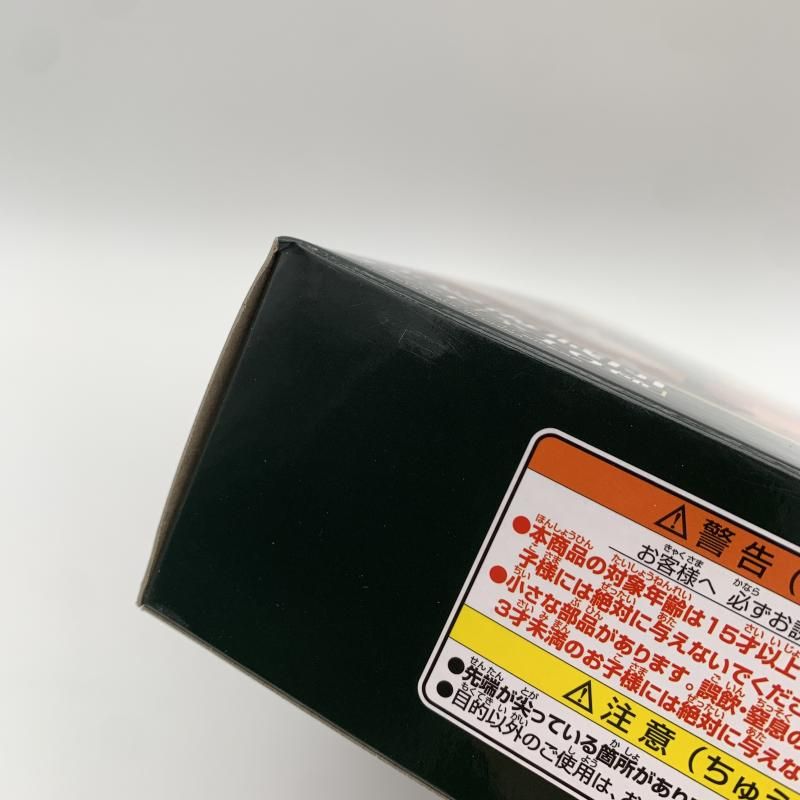 警告（
お客様へ 必ずお読
●本商品の対象年齢は15才以上
子様には絶対に与えないでくださ
●小さな部品があります。誤飲・窒息の
3才未満のお子様には絶対に与えな
注意（ちゅう
●先端が尖っている箇所があり
●目的以外のご使用は、お